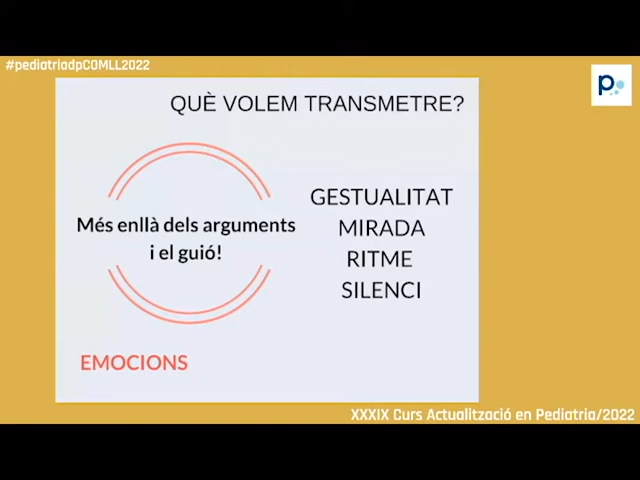 #pediatriadpCOMLL2022
p
QUÈ VOLEM TRANSMETRE?
Més enllà dels arguments
i el guió!
GESTUALITAT
MIRADA
RITME
SILENCI
EMOCIONS
XXXIX Curs Actualització en Pediatria/2022